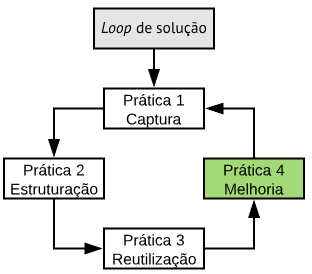 Loop de solução
Prática 1
Captura
Prática 2
Estruturação
Prática 4
Melhoria
Prática 3
Reutilização